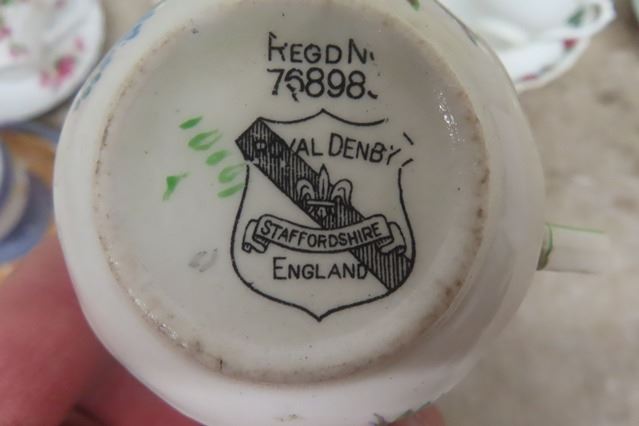 REGD No
76898
ROYAL DENBY
STAFFORDSHIRE
ENGLAND